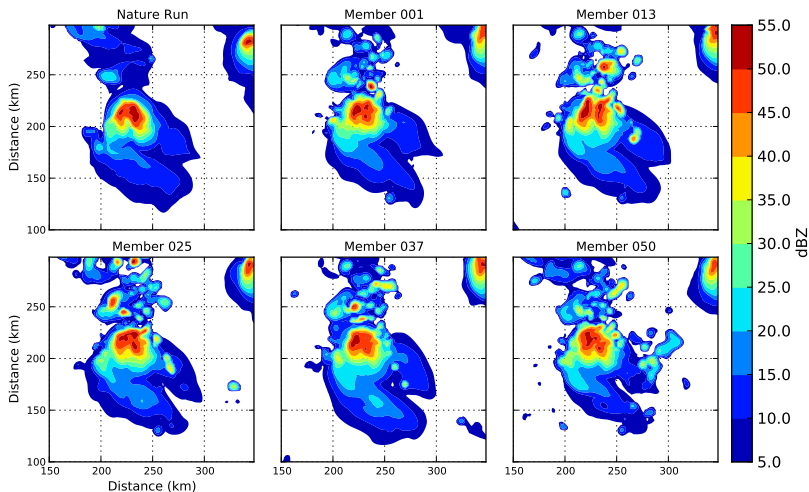 Nature Run
Member 001
Member 013
Distance (km)
250
200
150
100
Member 025
Member 037
Member 050
Distance (km)
250
200
150
100
150 200 250 300
150 200 250 300
150 200 250 300
Distance (km)
55.0
50.0
45.0
40.0
35.0
30.0
25.0
20.0
15.0
10.0
5.0
dBZ